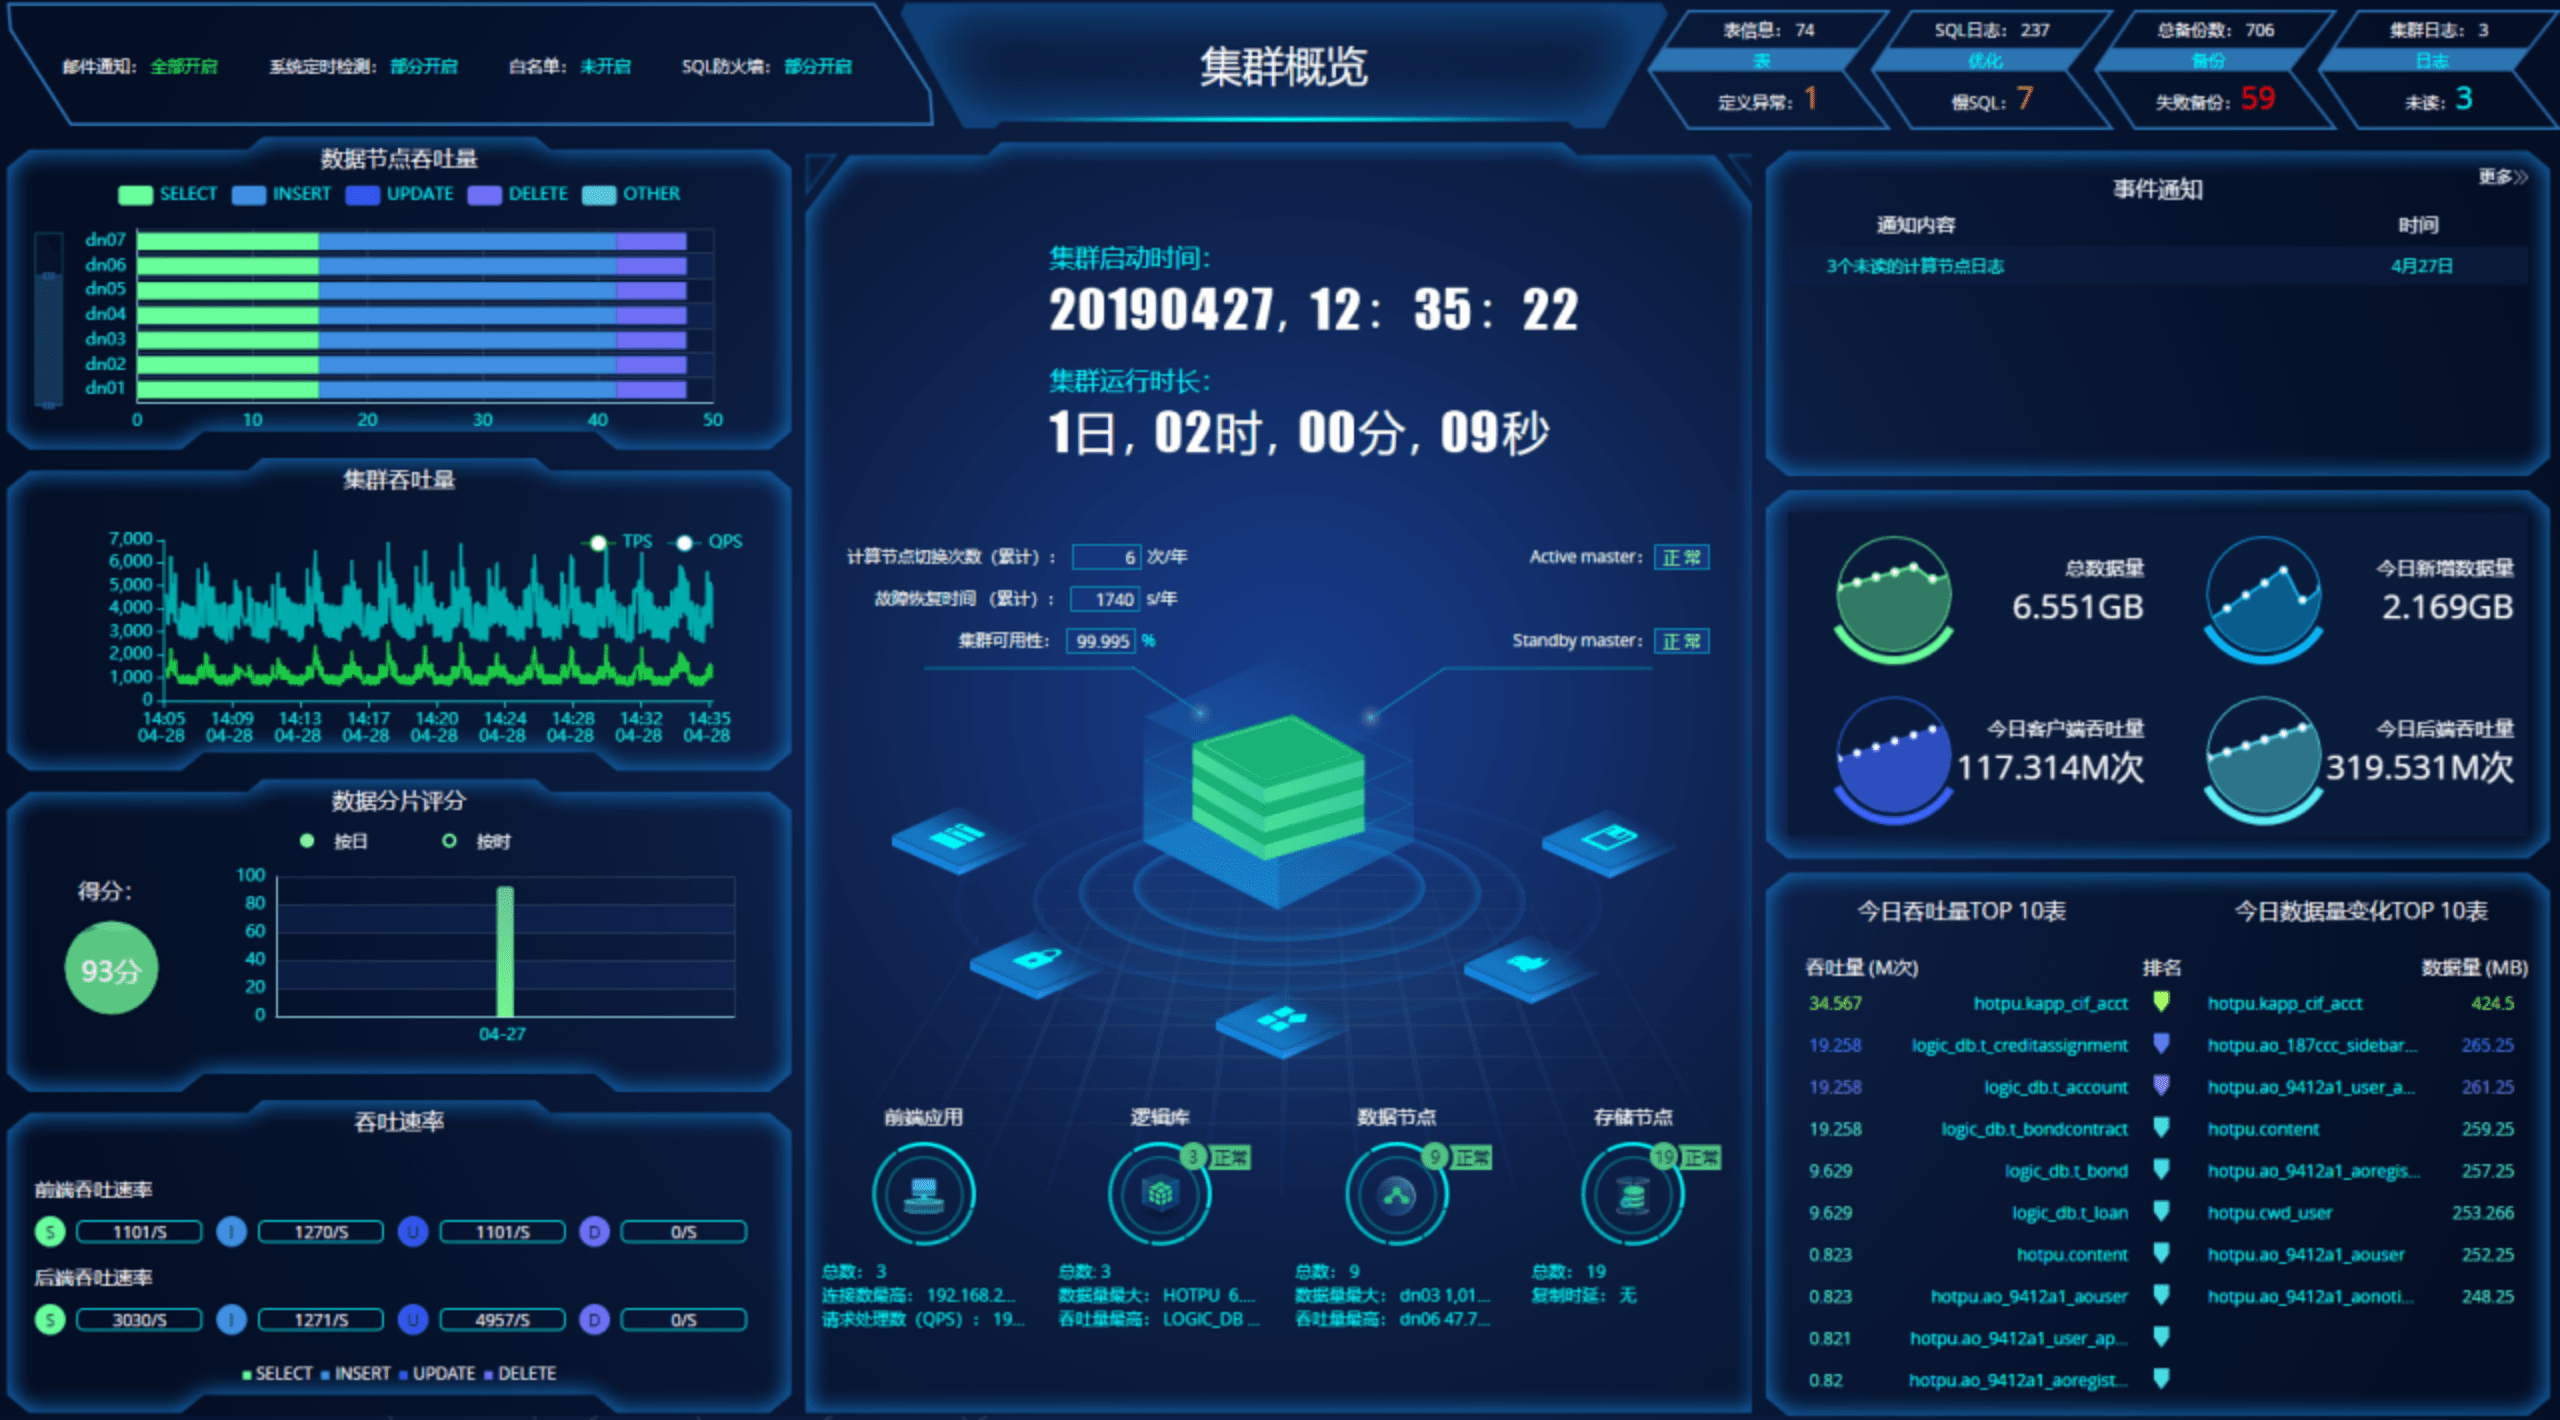 邮件通知: 全部开启 系统定时检测: 部分开启 白名单: 未开启 SQL防火墙: 部分开启
集群概览
表信息: 74
表
定义异常: 1
SQL日志: 237
优化
慢SQL: 7
总备份数: 706
备份
失败备份: 59
集群日志: 3
日志
未读: 3
数据节点吞吐量
SELECT INSERT UPDATE DELETE OTHER
dn07
dn06
dn05
dn04
dn03
dn02
dn01
0 10 20 30 40 50
集群吞吐量
TPS QPS
7,000
6,000
5,000
4,000
3,000
2,000
1,000
0
14:05 14:09 14:13 14:17 14:20 14:24 14:28 14:32 14:35
04-28 04-28 04-28 04-28 04-28 04-28 04-28 04-28 04-28
数据分片评分
按日 按时
得分:
93分
100
80
60
40
20
0
04-27
吞吐速率
前端吞吐速率
S 1101/S I 1270/S U 1101/S D 0/S
后端吞吐速率
S 3030/S I 1271/S U 4957/S D 0/S
SELECT INSERT UPDATE DELETE
集群启动时间:
20190427, 12: 35: 22
集群运行时长:
1日, 02时, 00分, 09秒
计算节点切换次数 (累计) : 6 次/年
故障恢复时间 (累计) : 1740 s/年
集群可用性: 99.995 %
Active master: 正常
Standby master: 正常
前端应用
总数: 3
连接数最高: 192.168.2...
请求处理数 (QPS) : 19...
逻辑库
3 正常
总数: 3
数据量最大: HOTPU 6....
吞吐量最高: LOGIC_DB ...
数据节点
9 正常
总数: 9
数据量最大: dn03 1,01...
吞吐量最高: dn06 47.7...
存储节点
19 正常
总数: 19
复制时延: 无
事件通知
更多
通知内容 时间
3个未读的计算节点日志 4月27日
总数据量
6.551GB
今日新增数据量
2.169GB
今日客户端吞吐量
117.314M次
今日后端吞吐量
319.531M次
今日吞吐量TOP 10表 今日数据量变化TOP 10表
吞吐量 (M次) 排名 数据量 (MB)
34.567 hotpu.kapp_cif_acct hotpu.kapp_cif_acct 424.5
19.258 logic_db.t_creditassignment hotpu.ao_187ccc_sidebar... 265.25
19.258 logic_db.t_account hotpu.ao_9412a1_user_a... 261.25
19.258 logic_db.t_bondcontract hotpu.content 259.25
9.629 logic_db.t_bond hotpu.ao_9412a1_aoregis... 257.25
9.629 logic_db.t_loan hotpu.cwd_user 253.266
0.823 hotpu.content hotpu.ao_9412a1_aouser 252.25
0.823 hotpu.ao_9412a1_aouser hotpu.ao_9412a1_aonoti... 248.25
0.821 hotpu.ao_9412a1_user_ap...
0.82 hotpu.ao_9412a1_aoregist...